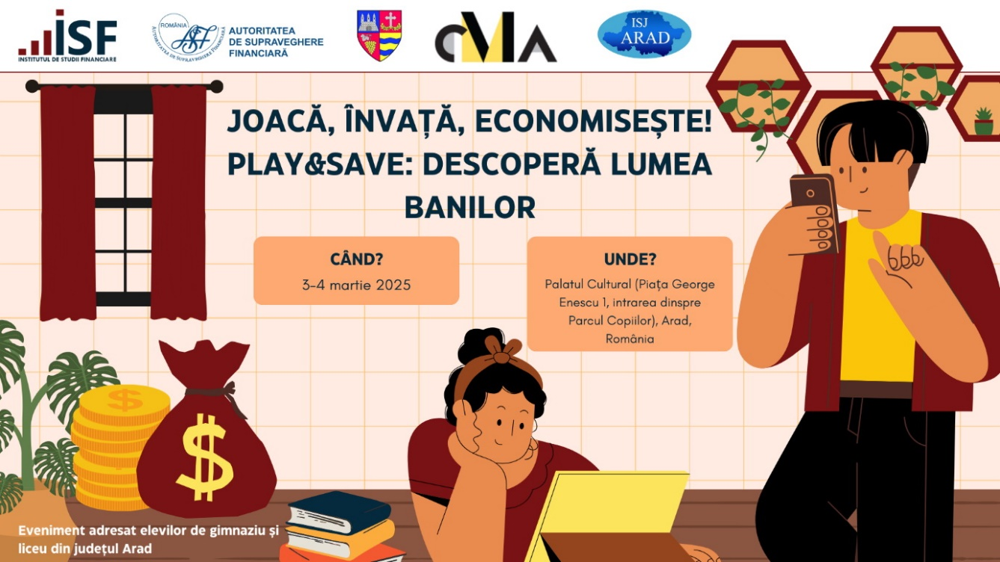 ISF
INSTITUTUL DE STUDII FINANCIARE
ROMÂNIA
AUTORITATEA DE SUPRAVEGHERE FINANCIARĂ
ASF
AUTORITATEA
DE SUPRAVEGHERE
FINANCIARĂ
CMA
ISJ
ARAD
JOACĂ, ÎNVAȚĂ, ECONOMISEȘTE!
PLAY&SAVE: DESCOPERĂ LUMEA
BANILOR
CÂND?
3-4 martie 2025
UNDE?
Palatul Cultural (Piața George
Enescu 1, intrarea dinspre
Parcul Copiilor), Arad,
România
$
$
Eveniment adresat elevilor de gimnaziu și
liceu din județul Arad